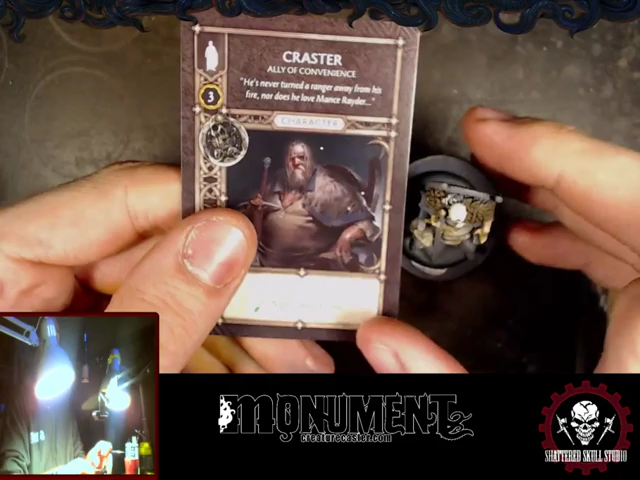 CRASTER
ALLY OF CONVENIENCE
"He's never turned a ranger away from his
fire, nor does he love Mance Rayder..."
3
CHARACTER
MONUMENT
creaturecaster.com
SHATTERED SKULL STUDIO